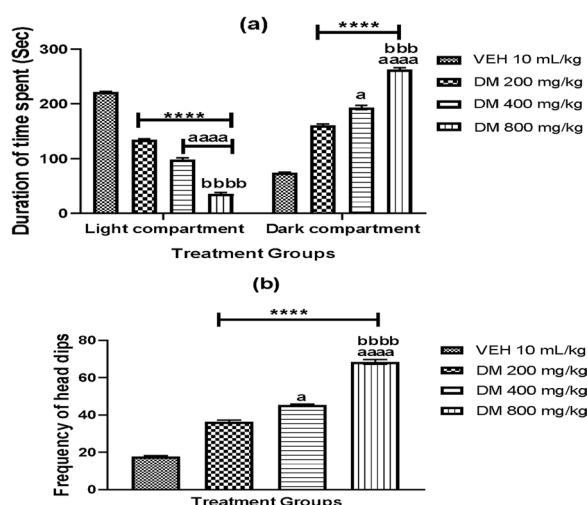 (a)
Duration of time spent (Sec)
300
200
100
0
****
aaaa
bbbb
****
a
bbb
aaaa
Light compartment
Dark compartment
Treatment Groups
VEH 10 mL/kg
DM 200 mg/kg
DM 400 mg/kg
DM 800 mg/kg
(b)
Frequency of head dips
80
60
40
20
0
****
a
bbbb
aaaa
Treatment Groups
VEH 10 mL/kg
DM 200 mg/kg
DM 400 mg/kg
DM 800 mg/kg